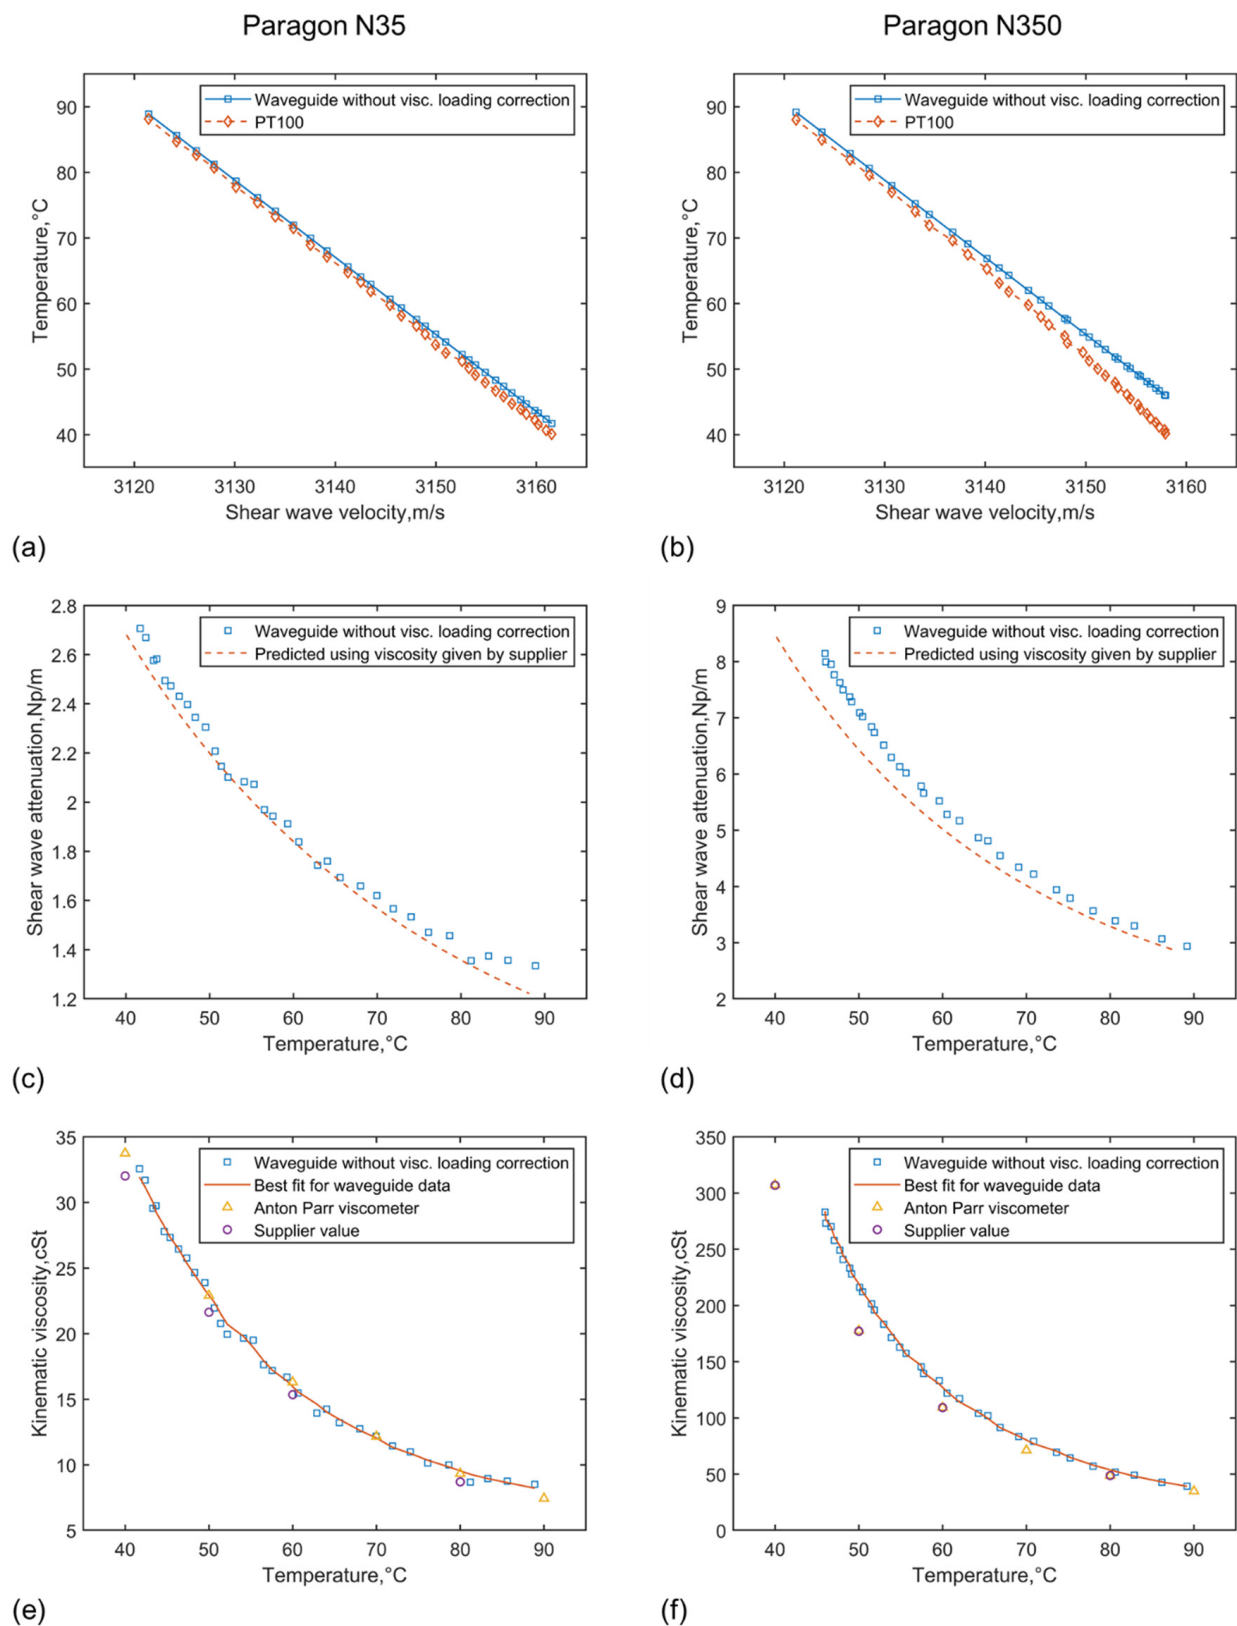 Paragon N35
Paragon N350
90
80
70
60
50
40
Temperature,°C
Waveguide without visc. loading correction
PT100
3120 3130 3140 3150 3160
Shear wave velocity,m/s
(a)
90
80
70
60
50
40
Temperature,°C
Waveguide without visc. loading correction
PT100
3120 3130 3140 3150 3160
Shear wave velocity,m/s
(b)
2.8
2.6
2.4
2.2
2
1.8
1.6
1.4
1.2
Shear wave attenuation,Np/m
Waveguide without visc. loading correction
Predicted using viscosity given by supplier
40 50 60 70 80 90
Temperature,°C
(c)
9
8
7
6
5
4
3
2
Shear wave attenuation,Np/m
Waveguide without visc. loading correction
Predicted using viscosity given by supplier
40 50 60 70 80 90
Temperature,°C
(d)
35
30
25
20
15
10
5
Kinematic viscosity,cSt
Waveguide without visc. loading correction
Best fit for waveguide data
Anton Parr viscometer
Supplier value
40 50 60 70 80 90
Temperature,°C
(e)
350
300
250
200
150
100
50
0
Kinematic viscosity,cSt
Waveguide without visc. loading correction
Best fit for waveguide data
Anton Parr viscometer
Supplier value
40 50 60 70 80 90
Temperature,°C
(f)